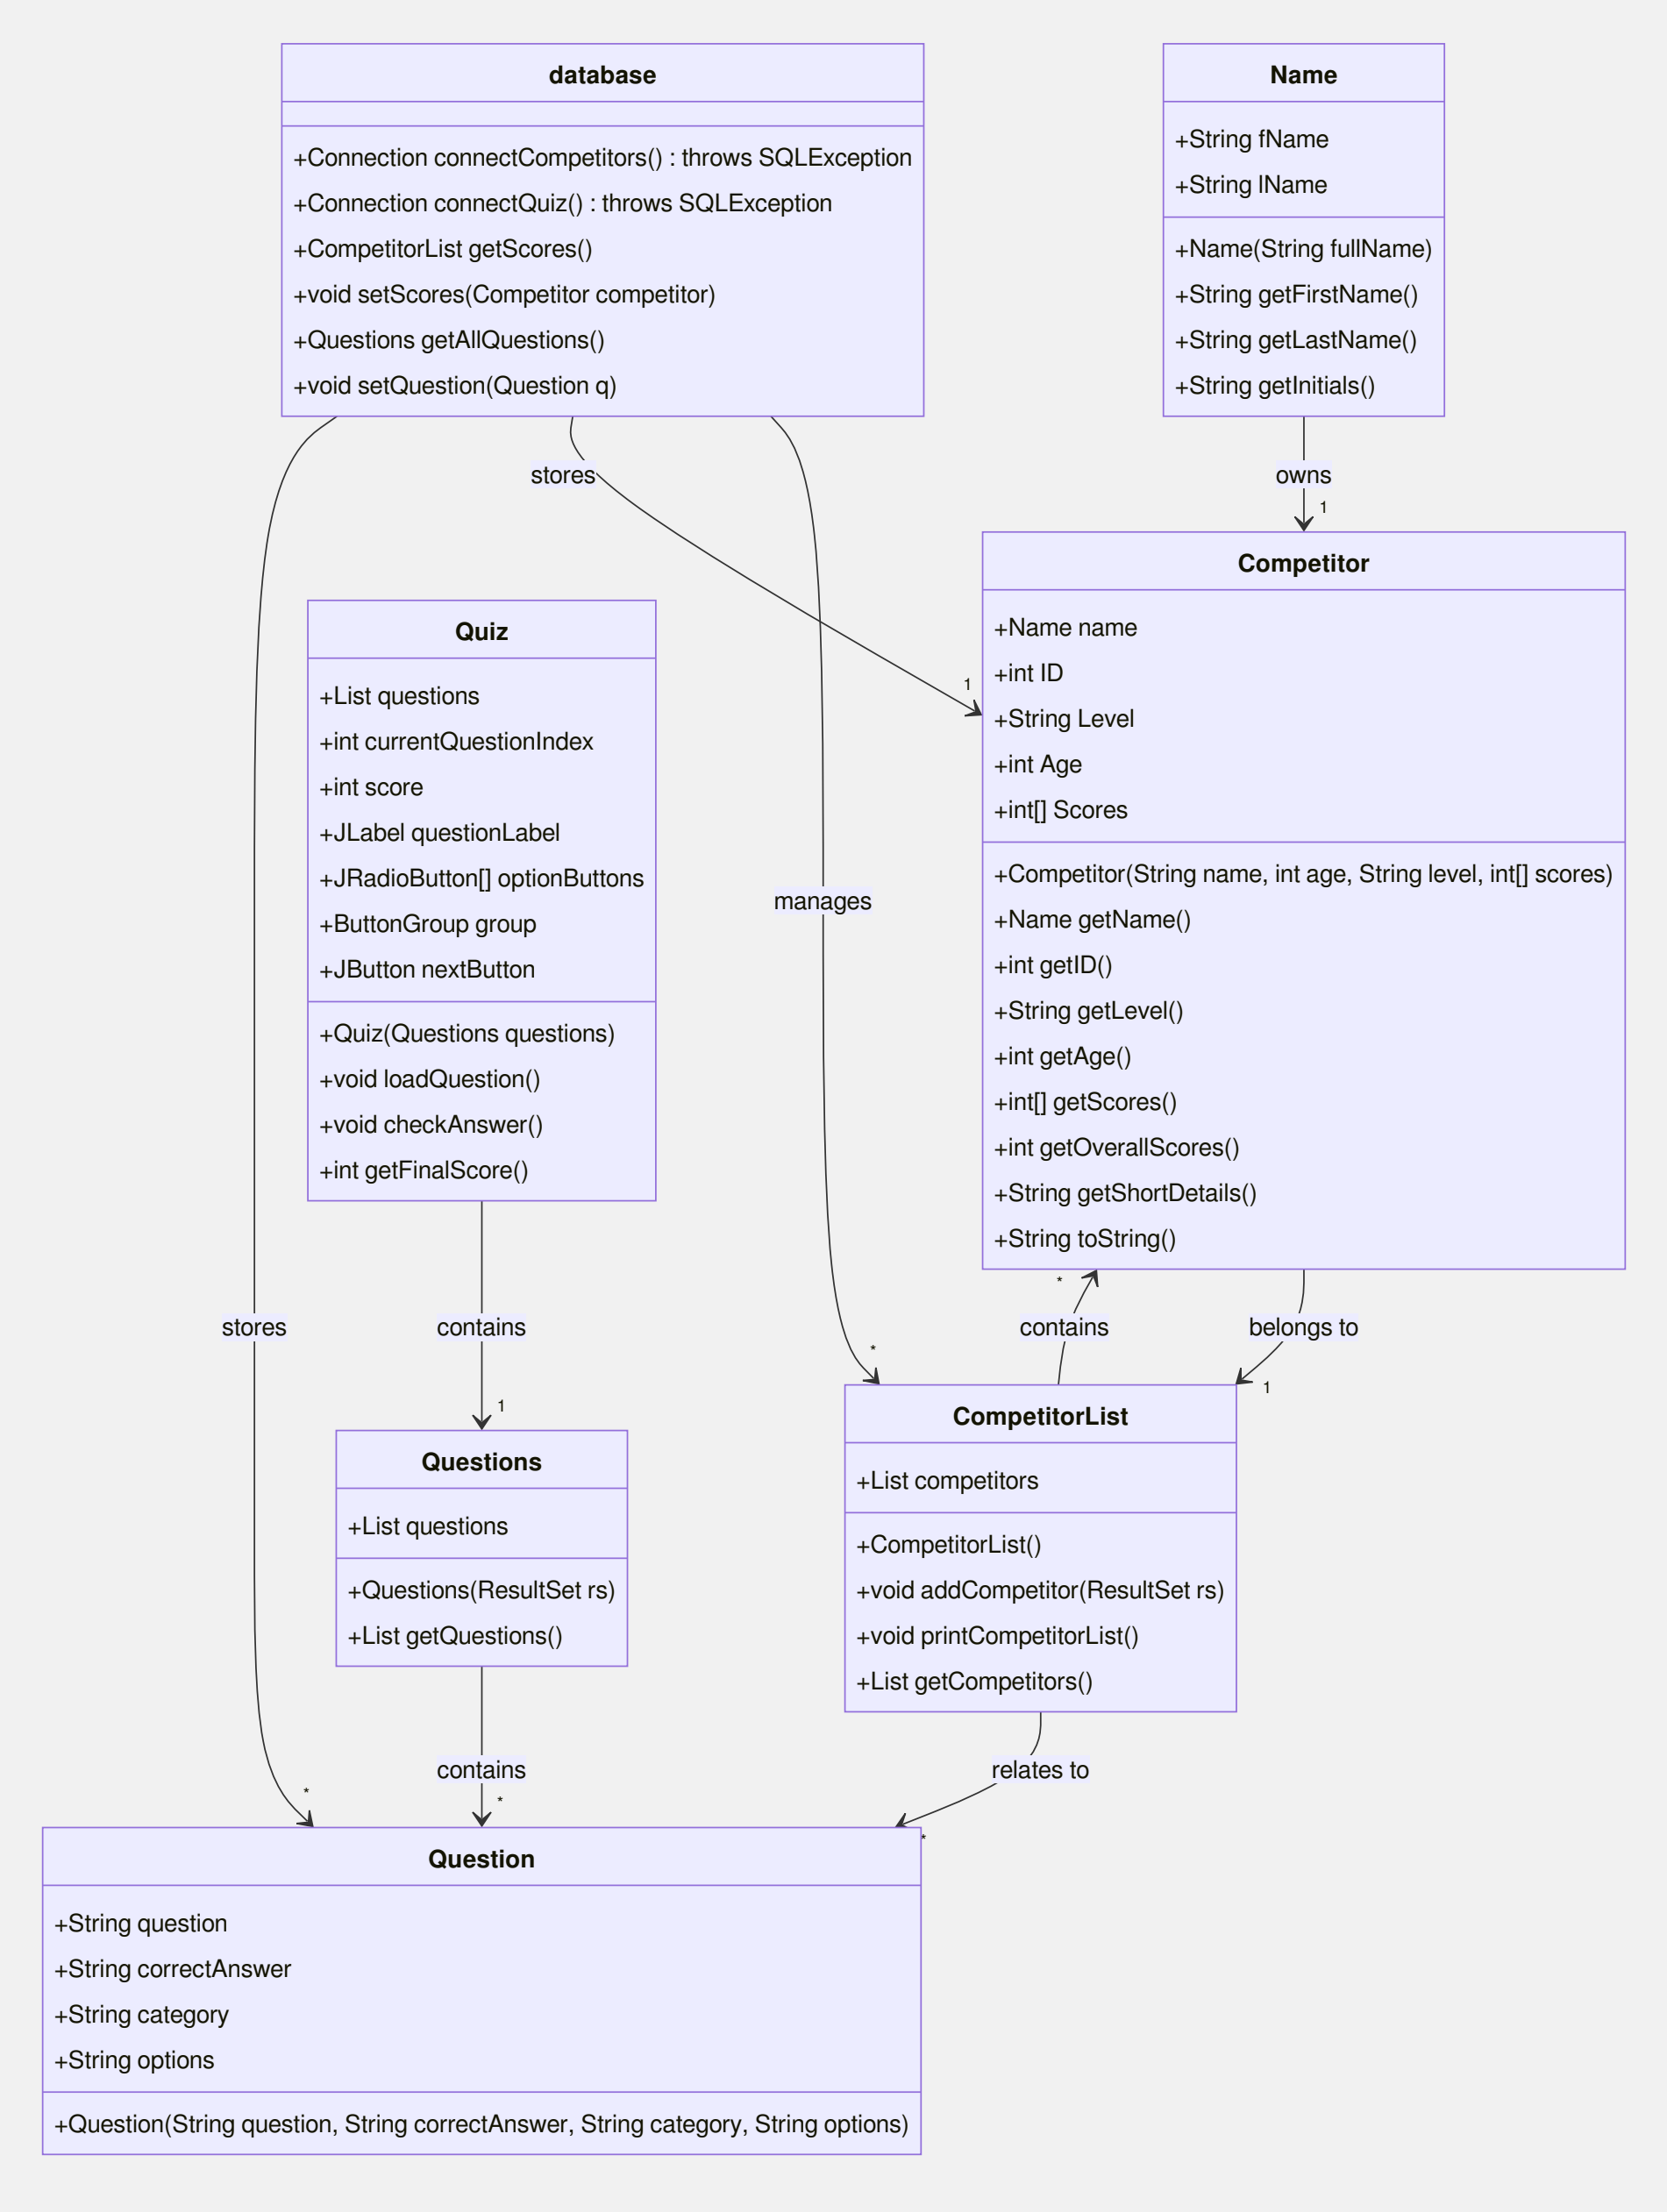 database
+Connection connectCompetitors() : throws SQLException
+Connection connectQuiz() : throws SQLException
+CompetitorList getScores()
+void setScores(Competitor competitor)
+Questions getAllQuestions()
+void setQuestion(Question q)
Name
+String fName
+String lName
+Name(String fullName)
+String getFirstName()
+String getLastName()
+String getInitials()
stores
owns
1
Competitor
+Name name
+int ID
+String Level
+int Age
+int[] Scores
+Competitor(String name, int age, String level, int[] scores)
+Name getName()
+int getID()
+String getLevel()
+int getAge()
+int[] getScores()
+int getOverallScores()
+String getShortDetails()
+String toString()
1
Quiz
+List questions
+int currentQuestionIndex
+int score
+JLabel questionLabel
+JRadioButton[] optionButtons
+ButtonGroup group
+JButton nextButton
+Quiz(Questions questions)
+void loadQuestion()
+void checkAnswer()
+int getFinalScore()
manages
*
stores
contains
1
*
contains
belongs to
1
Questions
+List questions
+Questions(ResultSet rs)
+List getQuestions()
CompetitorList
+List competitors
+CompetitorList()
+void addCompetitor(ResultSet rs)
+void printCompetitorList()
+List getCompetitors()
*
contains
*
relates to
*
Question
+String question
+String correctAnswer
+String category
+String options
+Question(String question, String correctAnswer, String category, String options)